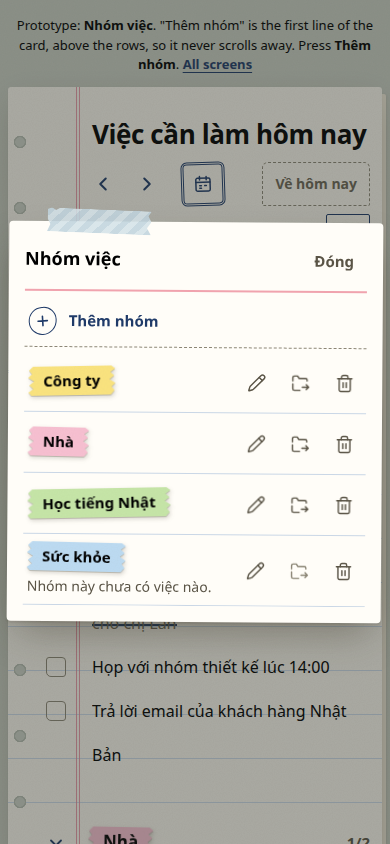 Prototype: Nhóm việc. "Thêm nhóm" is the first line of the
card, above the rows, so it never scrolls away. Press Thêm
nhóm. All screens
Việc cần làm hôm nay
Về hôm nay
Nhóm việc
Đóng
Thêm nhóm
Công ty
Nhà
Học tiếng Nhật
Sức khỏe
Nhóm này chưa có việc nào.
cho chị Lan
Họp với nhóm thiết kế lúc 14:00
Trả lời email của khách hàng Nhật
Bản
Nhà
1/2